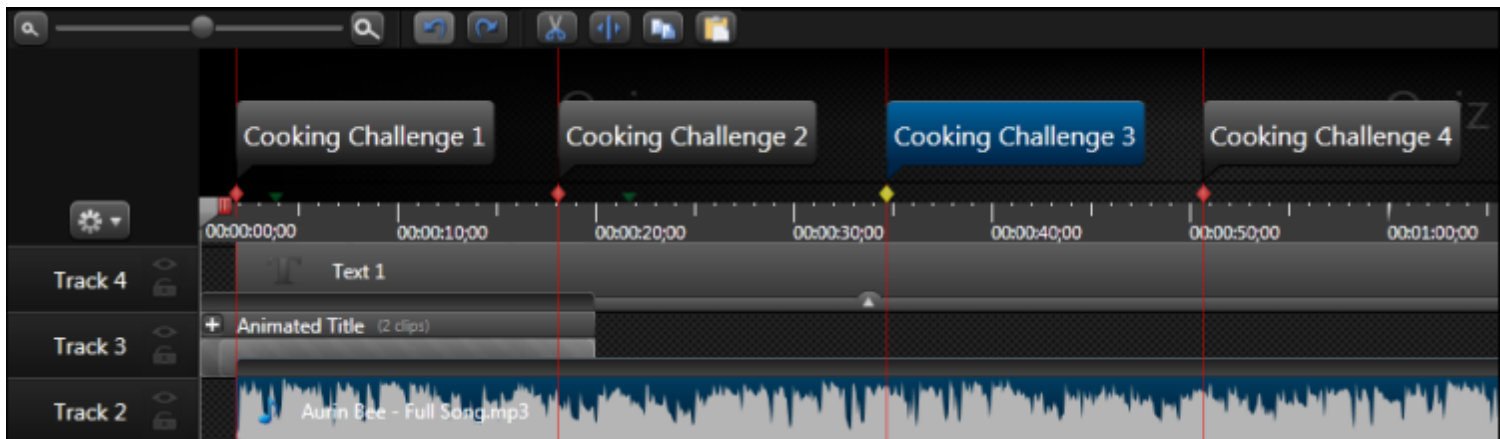 Quiz
Cooking Challenge 1
Cooking Challenge 2
Cooking Challenge 3
Cooking Challenge 4
00:00:00;00
00:00:10;00
00:00:20;00
00:00:30;00
00:00:40;00
00:00:50;00
00:01:00;00
Track 4
T
Text 1
Track 3
Animated Title (2 clips)
Track 2
Aurin Bee - Full Song.mp3